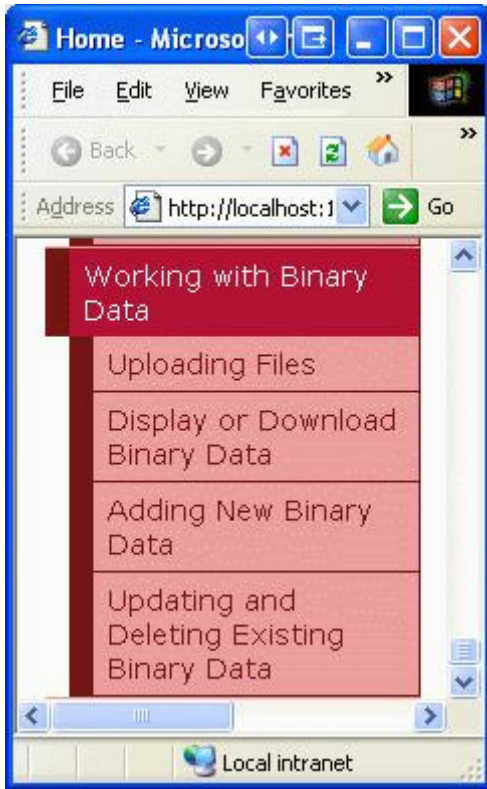 Home - Microso
File Edit View Favorites »
Back »
Address http://localhost:1 Go
Working with Binary
Data
Uploading Files
Display or Download
Binary Data
Adding New Binary
Data
Updating and
Deleting Existing
Binary Data
Local intranet